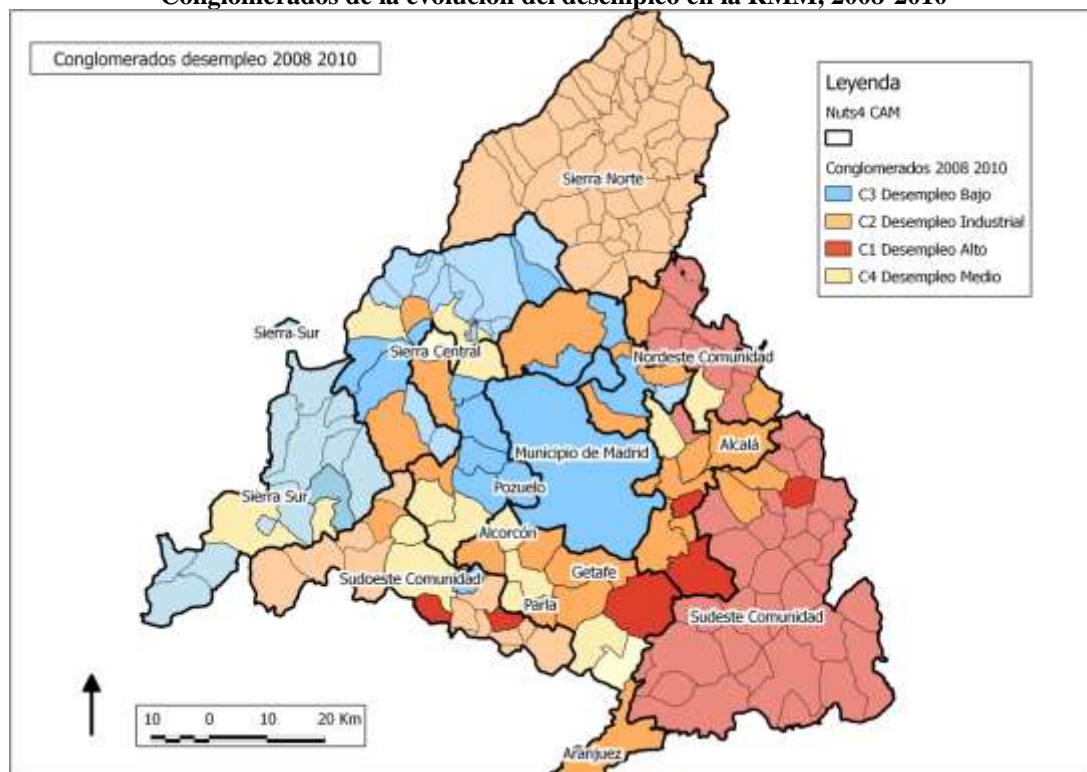 Conglomerados de la evolución del desempleo en la RMM, 2008-2010
Conglomerados desempleo 2008 2010
Leyenda
Nuts4 CAM
Conglomerados 2008 2010
C3 Desempleo Bajo
C2 Desempleo Industrial
C1 Desempleo Alto
C4 Desempleo Medio
Sierra Norte
Sierra Sur
Sierra Central
Nordeste Comunidad
Municipio de Madrid
Alcalá
Pozuelo
Sierra Sur
Alcorcón
Sudoeste Comunidad
Getafe
Parla
Sudeste Comunidad
10 0 10 20 Km
Aranjuez